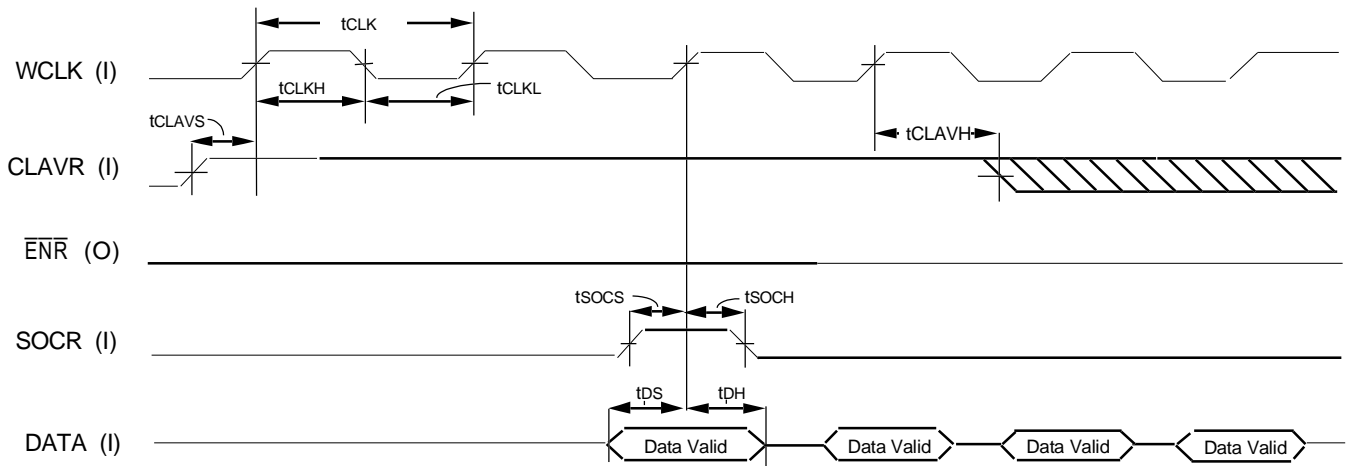 tCLK
WCLK (I)
tCLKH
tCLKL
tCLAVS
tCLAVH
CLAVR (I)
E̅N̅R̅ (O)
tSOCS
tSOCH
SOCR (I)
tDS
tDH
DATA (I)
Data Valid
Data Valid
Data Valid
Data Valid